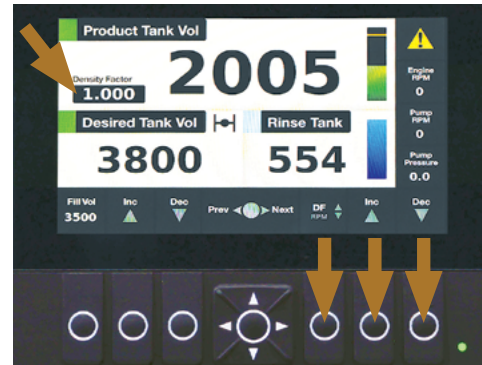 Product Tank Vol
Density Factor
1.000
2005
Engine
RPM
0
Pump
RPM
0
Pump
Pressure
0.0
Desired Tank Vol
Rinse Tank
3800
554
Fill Vol
3500
Inc
Dec
Prev
Next
DF
RPM
Inc
Dec